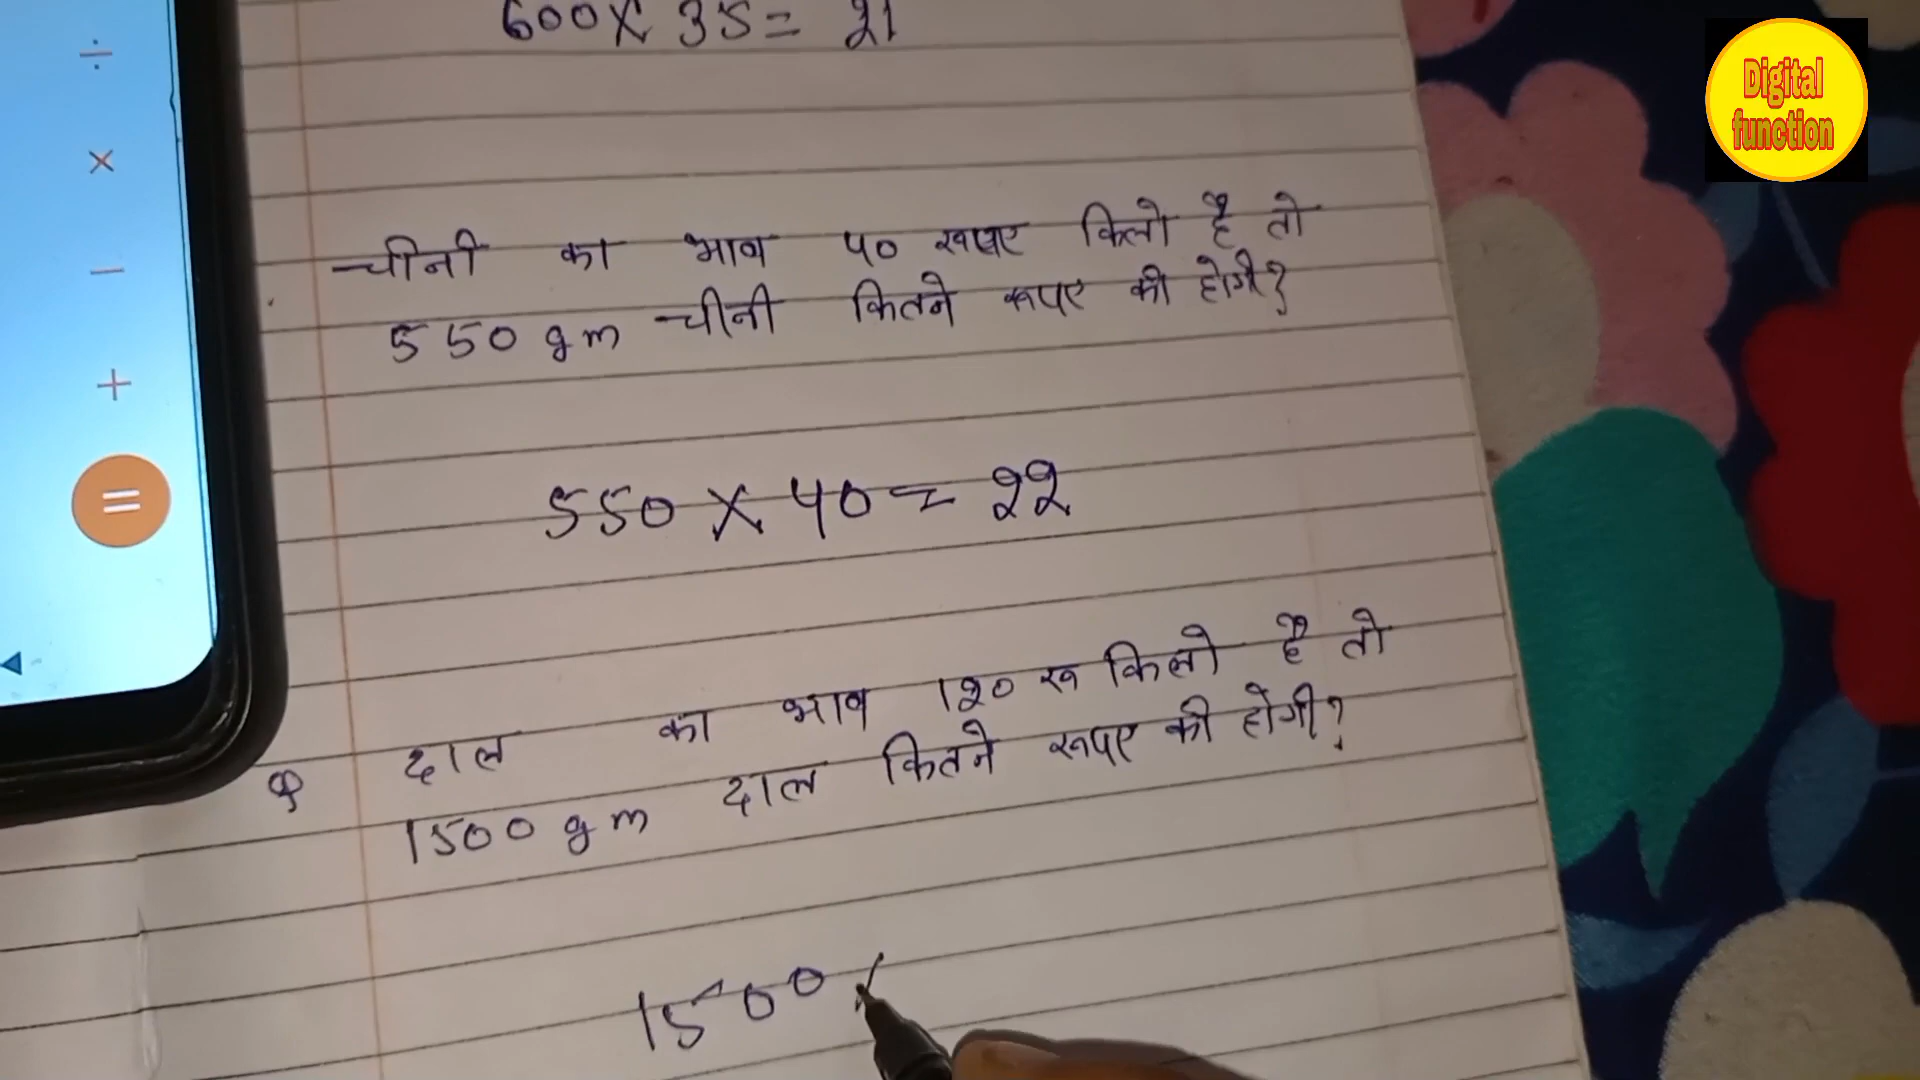 600 X 35 = 21
Digital
function
चीनी का भाव ५० रुपए किलो है तो
550 gm चीनी कितने रूपए की होगी?
550 X 40 = 22
Q दाल का भाव 120 रु किलो है तो
1500 gm दाल कितने रूपए की होगी?
1500
÷
×
−
+
=